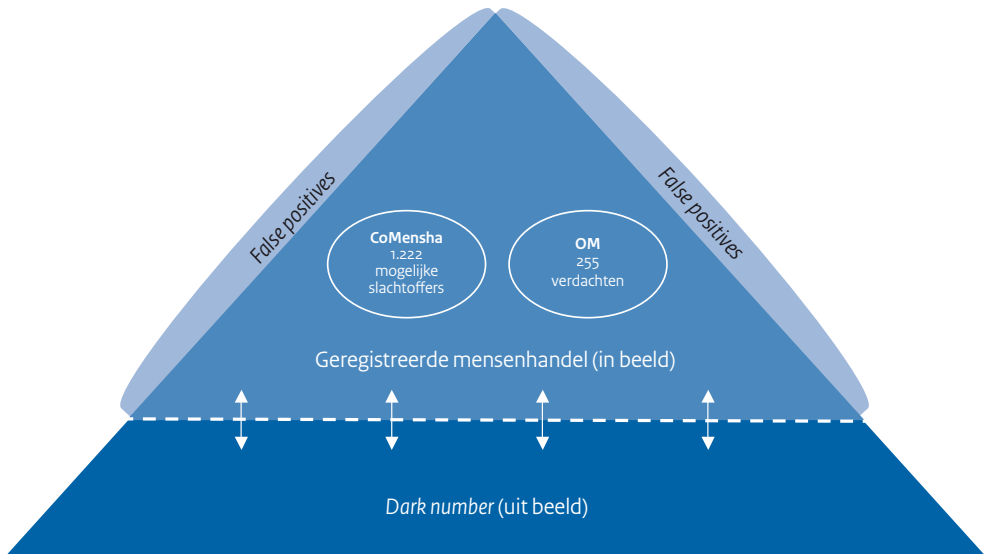 False positives
False positives
CoMensha
1.222
mogelijke
slachtoffers
OM
255
verdachten
Geregistreerde mensenhandel (in beeld)
Dark number (uit beeld)